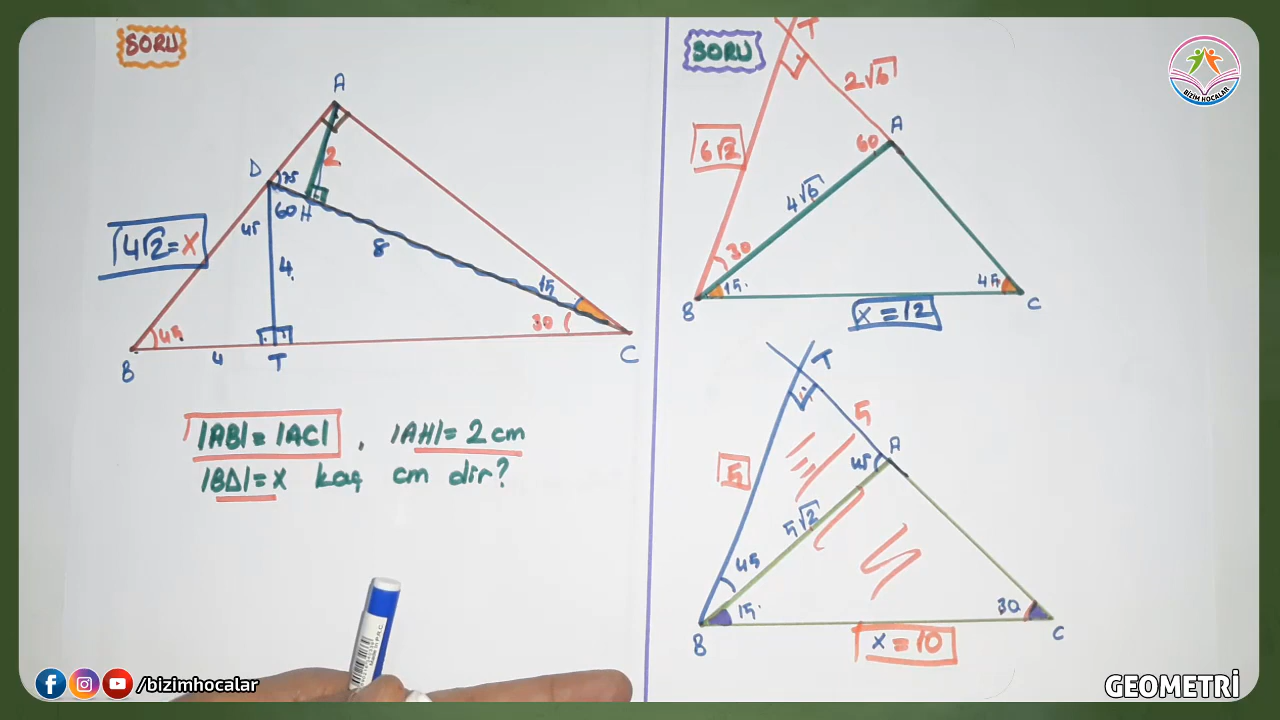 SORU
A
2
D
75
60
H
45
4√2 = x
4
8
15
45
30
B
4
T
C
|AB| = |AC| , |AH| = 2 cm
|BD| = x kaç cm dir?
SORU
T
2√6
A
60
6√2
4√6
30
15
45
B
C
x = 12
T
5
A
45
5
5√2
45
15
30
B
C
x = 10
BİZİM HOCALAR
/bizimhocalar
GEOMETRİ